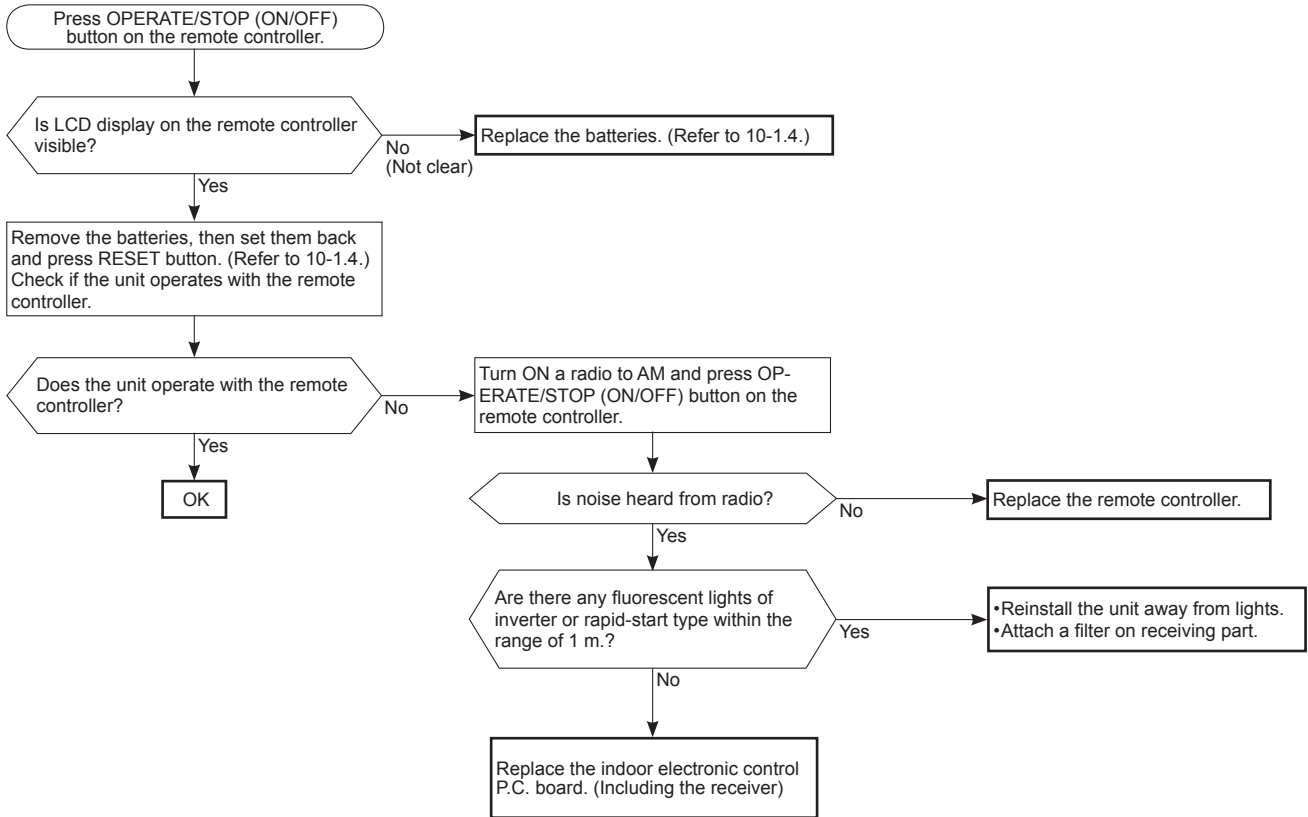 Press OPERATE/STOP (ON/OFF)
button on the remote controller.
Is LCD display on the remote controller
visible?
No
(Not clear)
Replace the batteries. (Refer to 10-1.4.)
Yes
Remove the batteries, then set them back
and press RESET button. (Refer to 10-1.4.)
Check if the unit operates with the remote
controller.
Does the unit operate with the remote
controller?
No
Yes
OK
Turn ON a radio to AM and press OP-
ERATE/STOP (ON/OFF) button on the
remote controller.
Is noise heard from radio?
No
Replace the remote controller.
Yes
Are there any fluorescent lights of
inverter or rapid-start type within the
range of 1 m.?
Yes
•Reinstall the unit away from lights.
•Attach a filter on receiving part.
No
Replace the indoor electronic control
P.C. board. (Including the receiver)